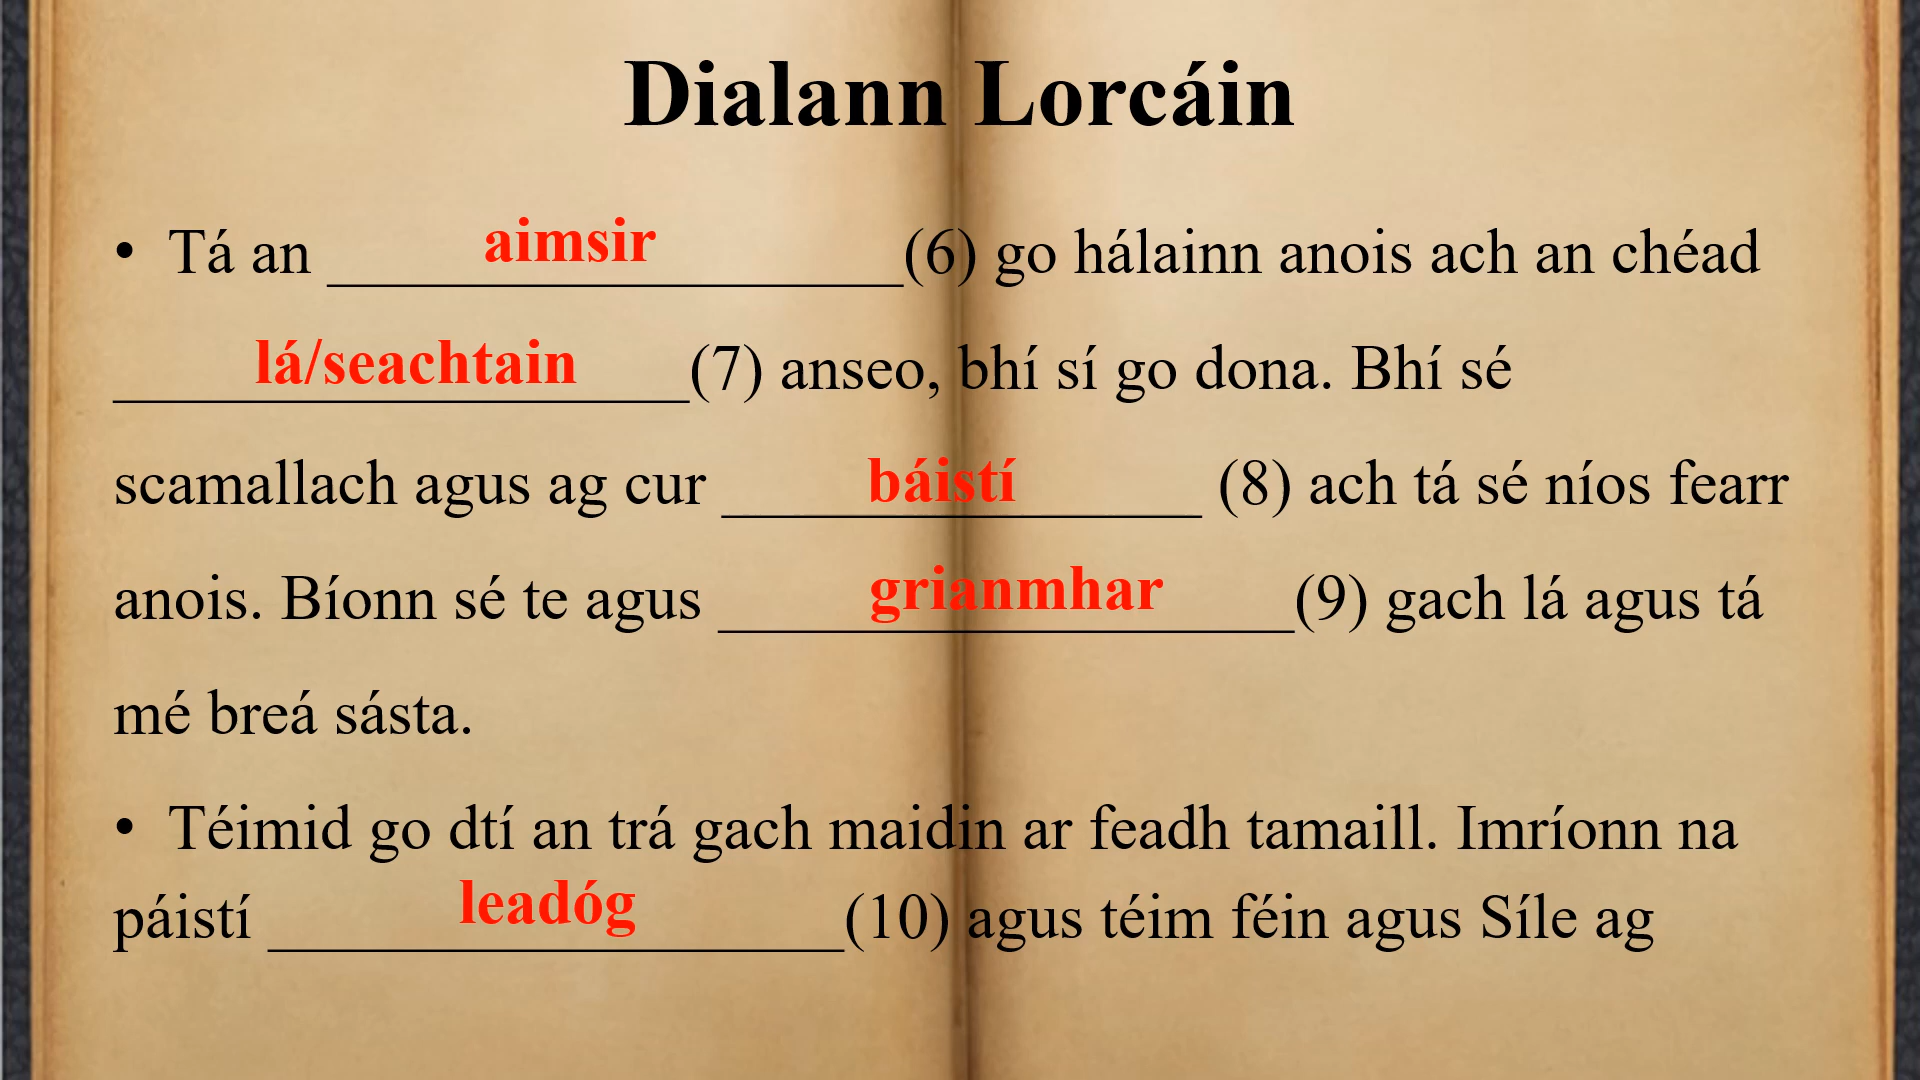 Dialann Lorcáin
• Tá an aimsir (6) go hálainn anois ach an chéad
lá/seachtain (7) anseo, bhí sí go dona. Bhí sé
scamallach agus ag cur báistí (8) ach tá sé níos fearr
anois. Bíonn sé te agus grianmhar (9) gach lá agus tá
mé breá sásta.
• Téimid go dtí an trá gach maidin ar feadh tamaill. Imríonn na
páistí leadóg (10) agus téim féin agus Síle ag